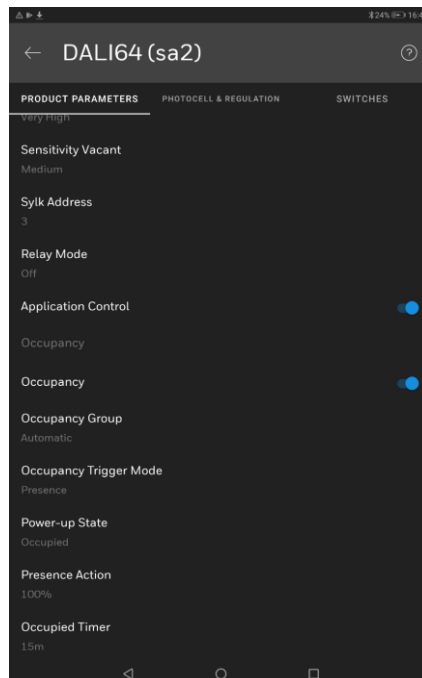 24% 16:4
DALI64 (sa2)
PRODUCT PARAMETERS PHOTOCELL & REGULATION SWITCHES
Very High
Sensitivity Vacant
Medium
Sylk Address
3
Relay Mode
Off
Application Control
Occupancy
Occupancy
Occupancy Group
Automatic
Occupancy Trigger Mode
Presence
Power-up State
Occupied
Presence Action
100%
Occupied Timer
15m